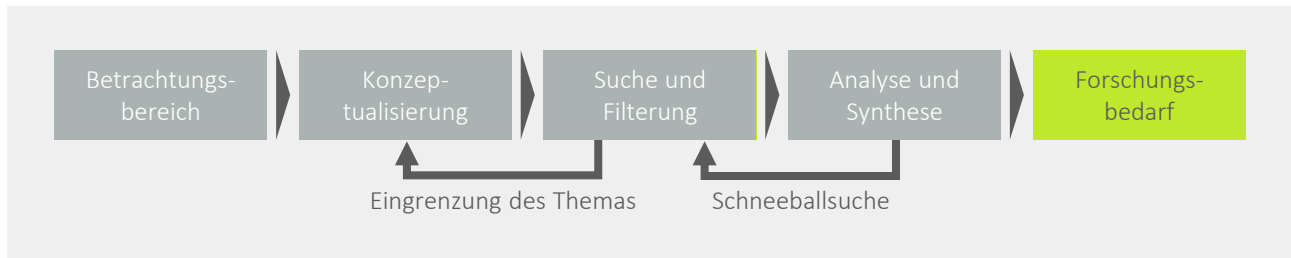 Betrachtungs-
bereich
Konzep-
tualisierung
Suche und
Filterung
Analyse und
Synthese
Forschungs-
bedarf
Eingrenzung des Themas
Schneeballsuche